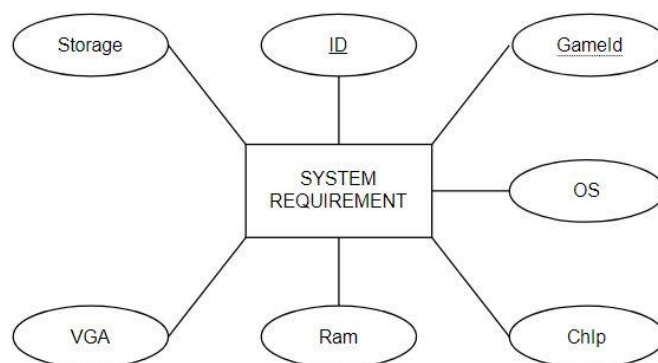 Storage
ID
GameId
SYSTEM
REQUIREMENT
OS
VGA
Ram
ChIp